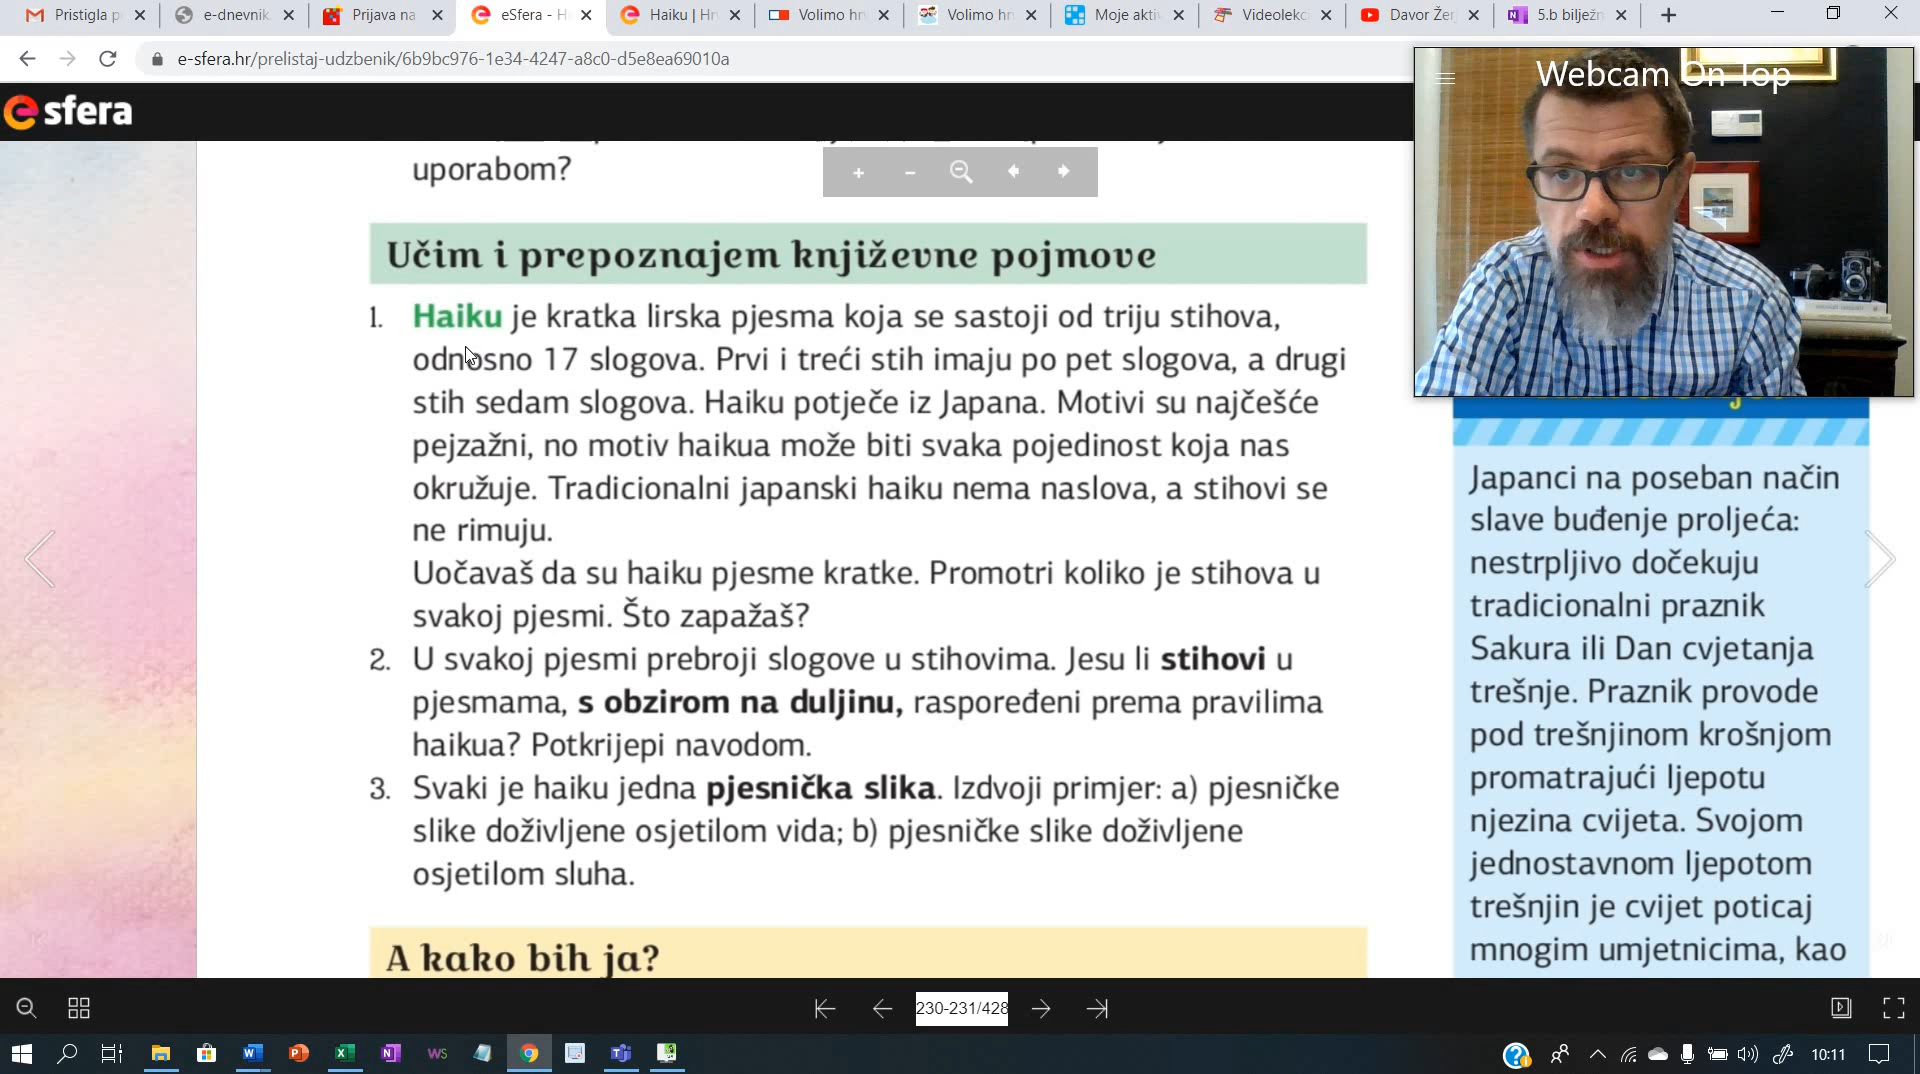 Pristigla p
e-dnevnik
Prijava na
eSfera - H
Haiku | Hr
Volimo hr
Volimo hr
Moje akti
Videolekc
Davor Žer
5.b bilježn
e-sfera.hr/prelistaj-udzbenik/6b9bc976-1e34-4247-a8c0-d5e8ea69010a
Webcam On Top
esfera
uporabom?
Učim i prepoznajem književne pojmove
1. Haiku je kratka lirska pjesma koja se sastoji od triju stihova,
odnosno 17 slogova. Prvi i treći stih imaju po pet slogova, a drugi
stih sedam slogova. Haiku potječe iz Japana. Motivi su najčešće
pejzažni, no motiv haikua može biti svaka pojedinost koja nas
okružuje. Tradicionalni japanski haiku nema naslova, a stihovi se
ne rimuju.
Uočavaš da su haiku pjesme kratke. Promotri koliko je stihova u
svakoj pjesmi. Što zapažaš?
2. U svakoj pjesmi prebroji slogove u stihovima. Jesu li stihovi u
pjesmama, s obzirom na duljinu, raspoređeni prema pravilima
haikua? Potkrijepi navodom.
3. Svaki je haiku jedna pjesnička slika. Izdvoji primjer: a) pjesničke
slike doživljene osjetilom vida; b) pjesničke slike doživljene
osjetilom sluha.
A kako bih ja?
Japanci na poseban način
slave buđenje proljeća:
nestrpljivo dočekuju
tradicionalni praznik
Sakura ili Dan cvjetanja
trešnje. Praznik provode
pod trešnjinom krošnjom
promatrajući ljepotu
njezina cvijeta. Svojom
jednostavnom ljepotom
trešnjin je cvijet poticaj
mnogim umjetnicima, kao
230-231/428
WS
10:11